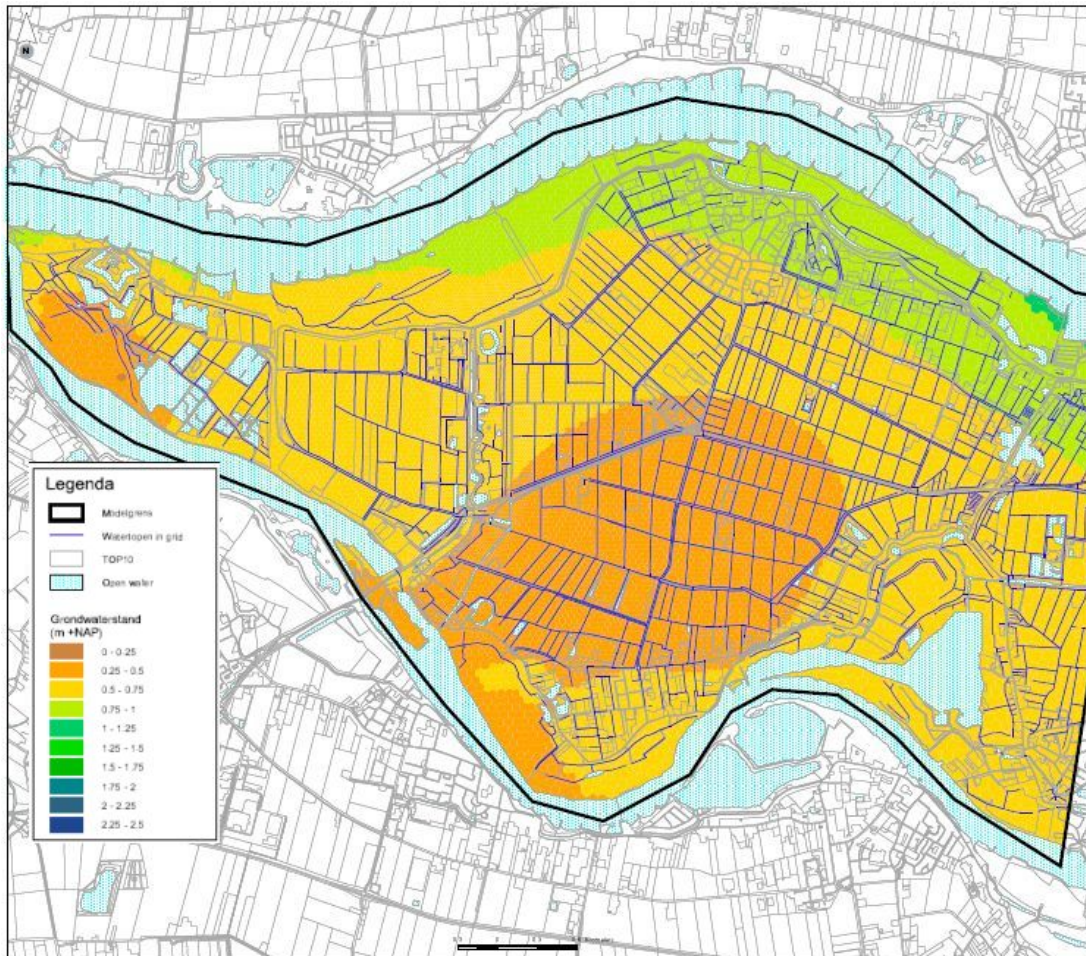 N
Legenda
Modelgrens
Waterlopen in grid
TOP10
Open water
Grondwaterstand
(m +NAP)
0 - 0.25
0.25 - 0.5
0.5 - 0.75
0.75 - 1
1 - 1.25
1.25 - 1.5
1.5 - 1.75
1.75 - 2
2 - 2.25
2.25 - 2.5